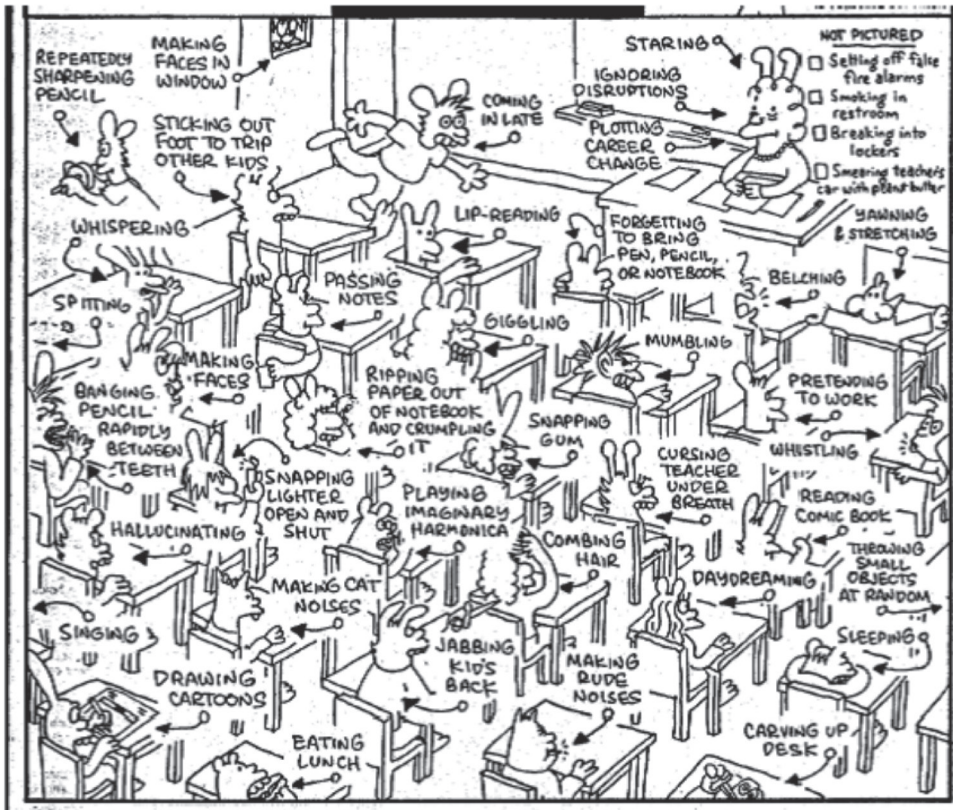 REPEATEDLY
SHARPENING
PENCIL
MAKING
FACES IN
WINDOW
STICKING OUT
FOOT TO TRIP
OTHER KIDS
COMING
IN LATE
STARING
IGNORING
DISRUPTIONS
PLOTTING
CAREER
CHANGE
NOT PICTURED
Setting off false
fire alarms
Smoking in
restroom
Breaking into
lockers
Smearing teacher's
car with plant butter
WHISPERING
LIP-READING
FORGETTING
TO BRING
PEN, PENCIL,
OR NOTEBOOK
YAWNING
& STRETCHING
BELCHING
SPITTING
PASSING
NOTES
GIGGLING
MUMBLING
MAKING
FACES
BANGING
PENCIL
RAPIDLY
BETWEEN
TEETH
RIPPING
PAPER OUT
OF NOTEBOOK
AND CRUMPLING
IT
SNAPPING
GUM
PRETENDING
TO WORK
WHISTLING
SNAPPING
LIGHTER
OPEN AND
SHUT
PLAYING
IMAGINARY
HARMONICA
CURSING
TEACHER
UNDER
BREATH
READING
COMIC BOOK
HALLUCINATING
COMBING
HAIR
THROWING
SMALL
OBJECTS
AT RANDOM
MAKING CAT
NOISES
DAYDREAMING
SINGING
SLEEPING
DRAWING
CARTOONS
JABBING
KID'S
BACK
MAKING
RUDE
NOISES
EATING
LUNCH
CARVING UP
DESK